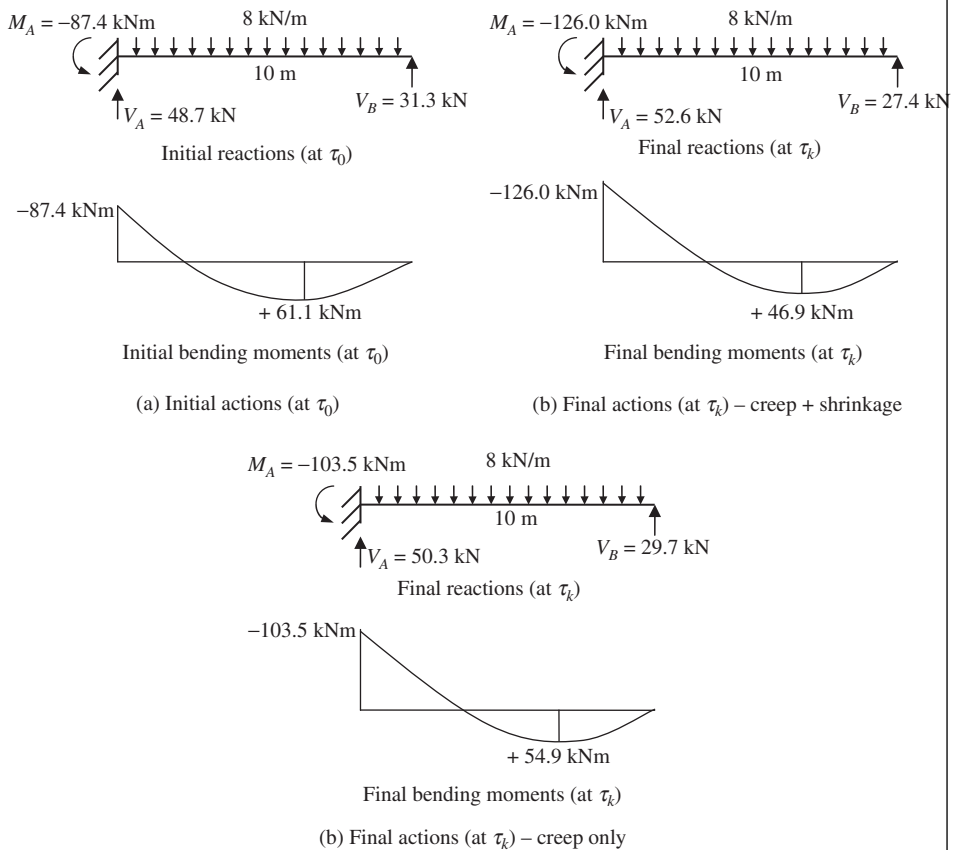 M_A = −87.4 kNm
8 kN/m
10 m
V_A = 48.7 kN
V_B = 31.3 kN
Initial reactions (at τ_0)
−87.4 kNm
+ 61.1 kNm
Initial bending moments (at τ_0)
(a) Initial actions (at τ_0)
M_A = −126.0 kNm
8 kN/m
10 m
V_A = 52.6 kN
V_B = 27.4 kN
Final reactions (at τ_k)
−126.0 kNm
+ 46.9 kNm
Final bending moments (at τ_k)
(b) Final actions (at τ_k) – creep + shrinkage
M_A = −103.5 kNm
8 kN/m
10 m
V_A = 50.3 kN
V_B = 29.7 kN
Final reactions (at τ_k)
−103.5 kNm
+ 54.9 kNm
Final bending moments (at τ_k)
(b) Final actions (at τ_k) – creep only